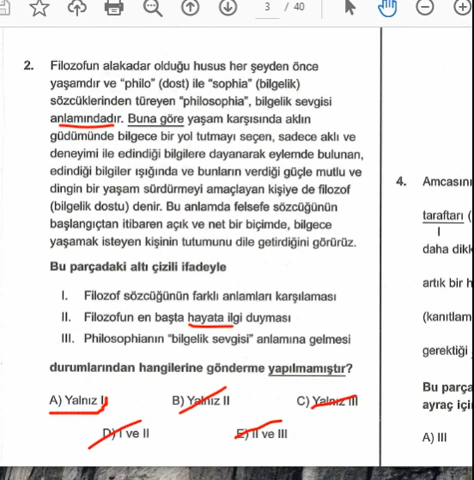 3 / 40
2. Filozofun alakadar olduğu husus her şeyden önce
yaşamdır ve “philo” (dost) ile “sophia” (bilgelik)
sözcüklerinden türeyen “philosophia”, bilgelik sevgisi
anlamındadır. Buna göre yaşam karşısında aklın
güdümünde bilgece bir yol tutmayı seçen, sadece aklı ve
deneyimi ile edindiği bilgilere dayanarak eylemde bulunan,
edindiği bilgiler ışığında ve bunların verdiği güçle mutlu ve
dingin bir yaşam sürdürmeyi amaçlayan kişiye de filozof
(bilgelik dostu) denir. Bu anlamda felsefe sözcüğünün
başlangıçtan itibaren açık ve net bir biçimde, bilgece
yaşamak isteyen kişinin tutumunu dile getirdiğini görürüz.
Bu parçadaki altı çizili ifadeyle
I. Filozof sözcüğünün farklı anlamları karşılaması
II. Filozofun en başta hayata ilgi duyması
III. Philosophianın “bilgelik sevgisi” anlamına gelmesi
durumlarından hangilerine gönderme yapılmamıştır?
A) Yalnız I
B) Yalnız II
C) Yalnız III
D) I ve II
E) II ve III
4. Amcasını
taraftarı (
I
daha dikk
artık bir h
(kanıtlam
gerektiği
Bu parça
ayraç içi
A) III